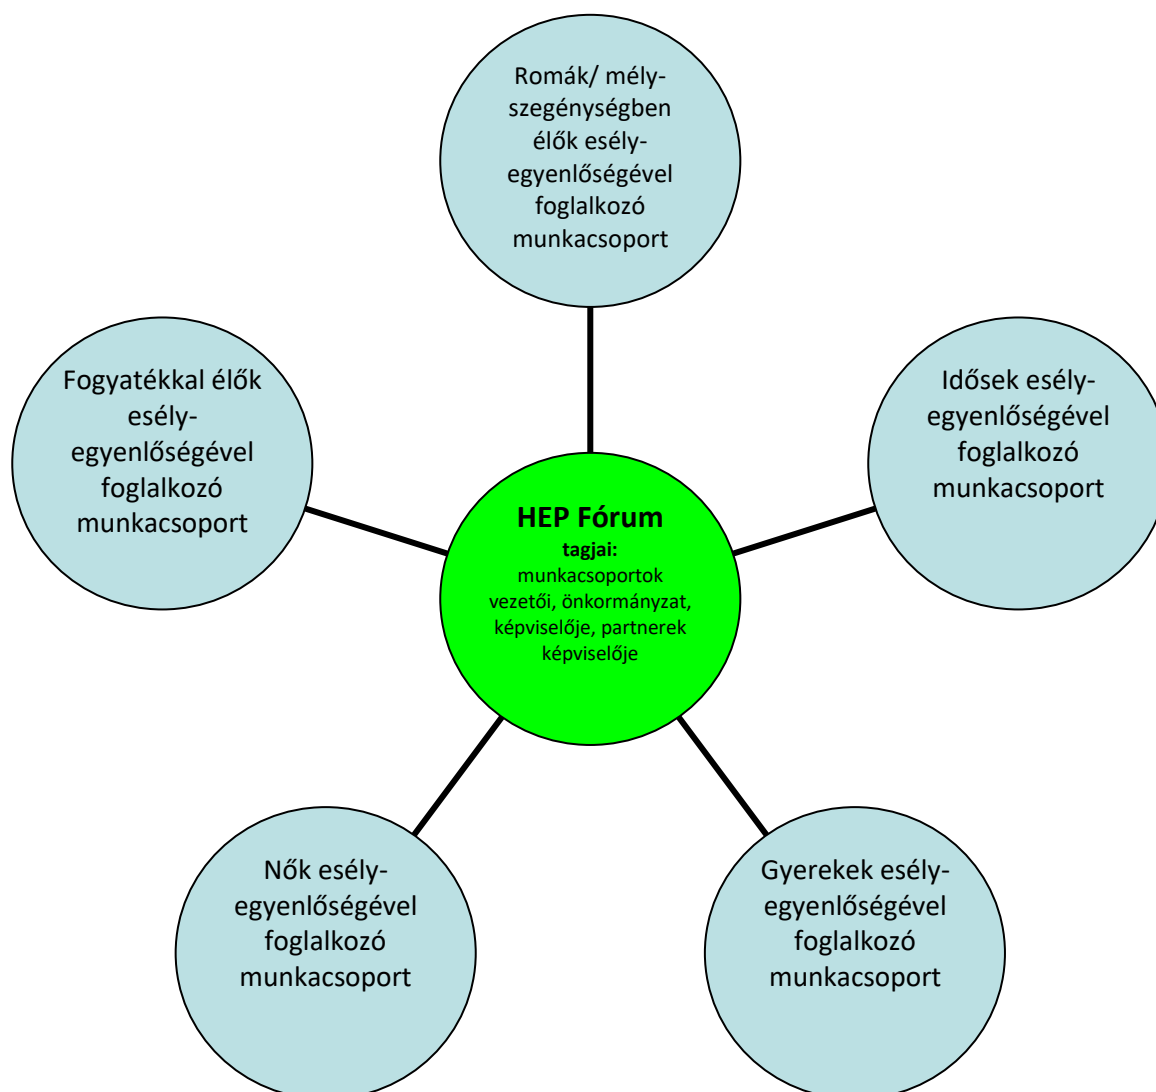 Romák/ mély-
szegénységben
élők esély-
egyenlőségével
foglalkozó
munkacsoport
Fogyatékkal élők
esély-
egyenlőségével
foglalkozó
munkacsoport
Idősek esély-
egyenlőségével
foglalkozó
munkacsoport
HEP Fórum
tagjai:
munkacsoportok
vezetői, önkormányzat,
képviselője, partnerek
képviselője
Nők esély-
egyenlőségével
foglalkozó
munkacsoport
Gyerekek esély-
egyenlőségével
foglalkozó
munkacsoport